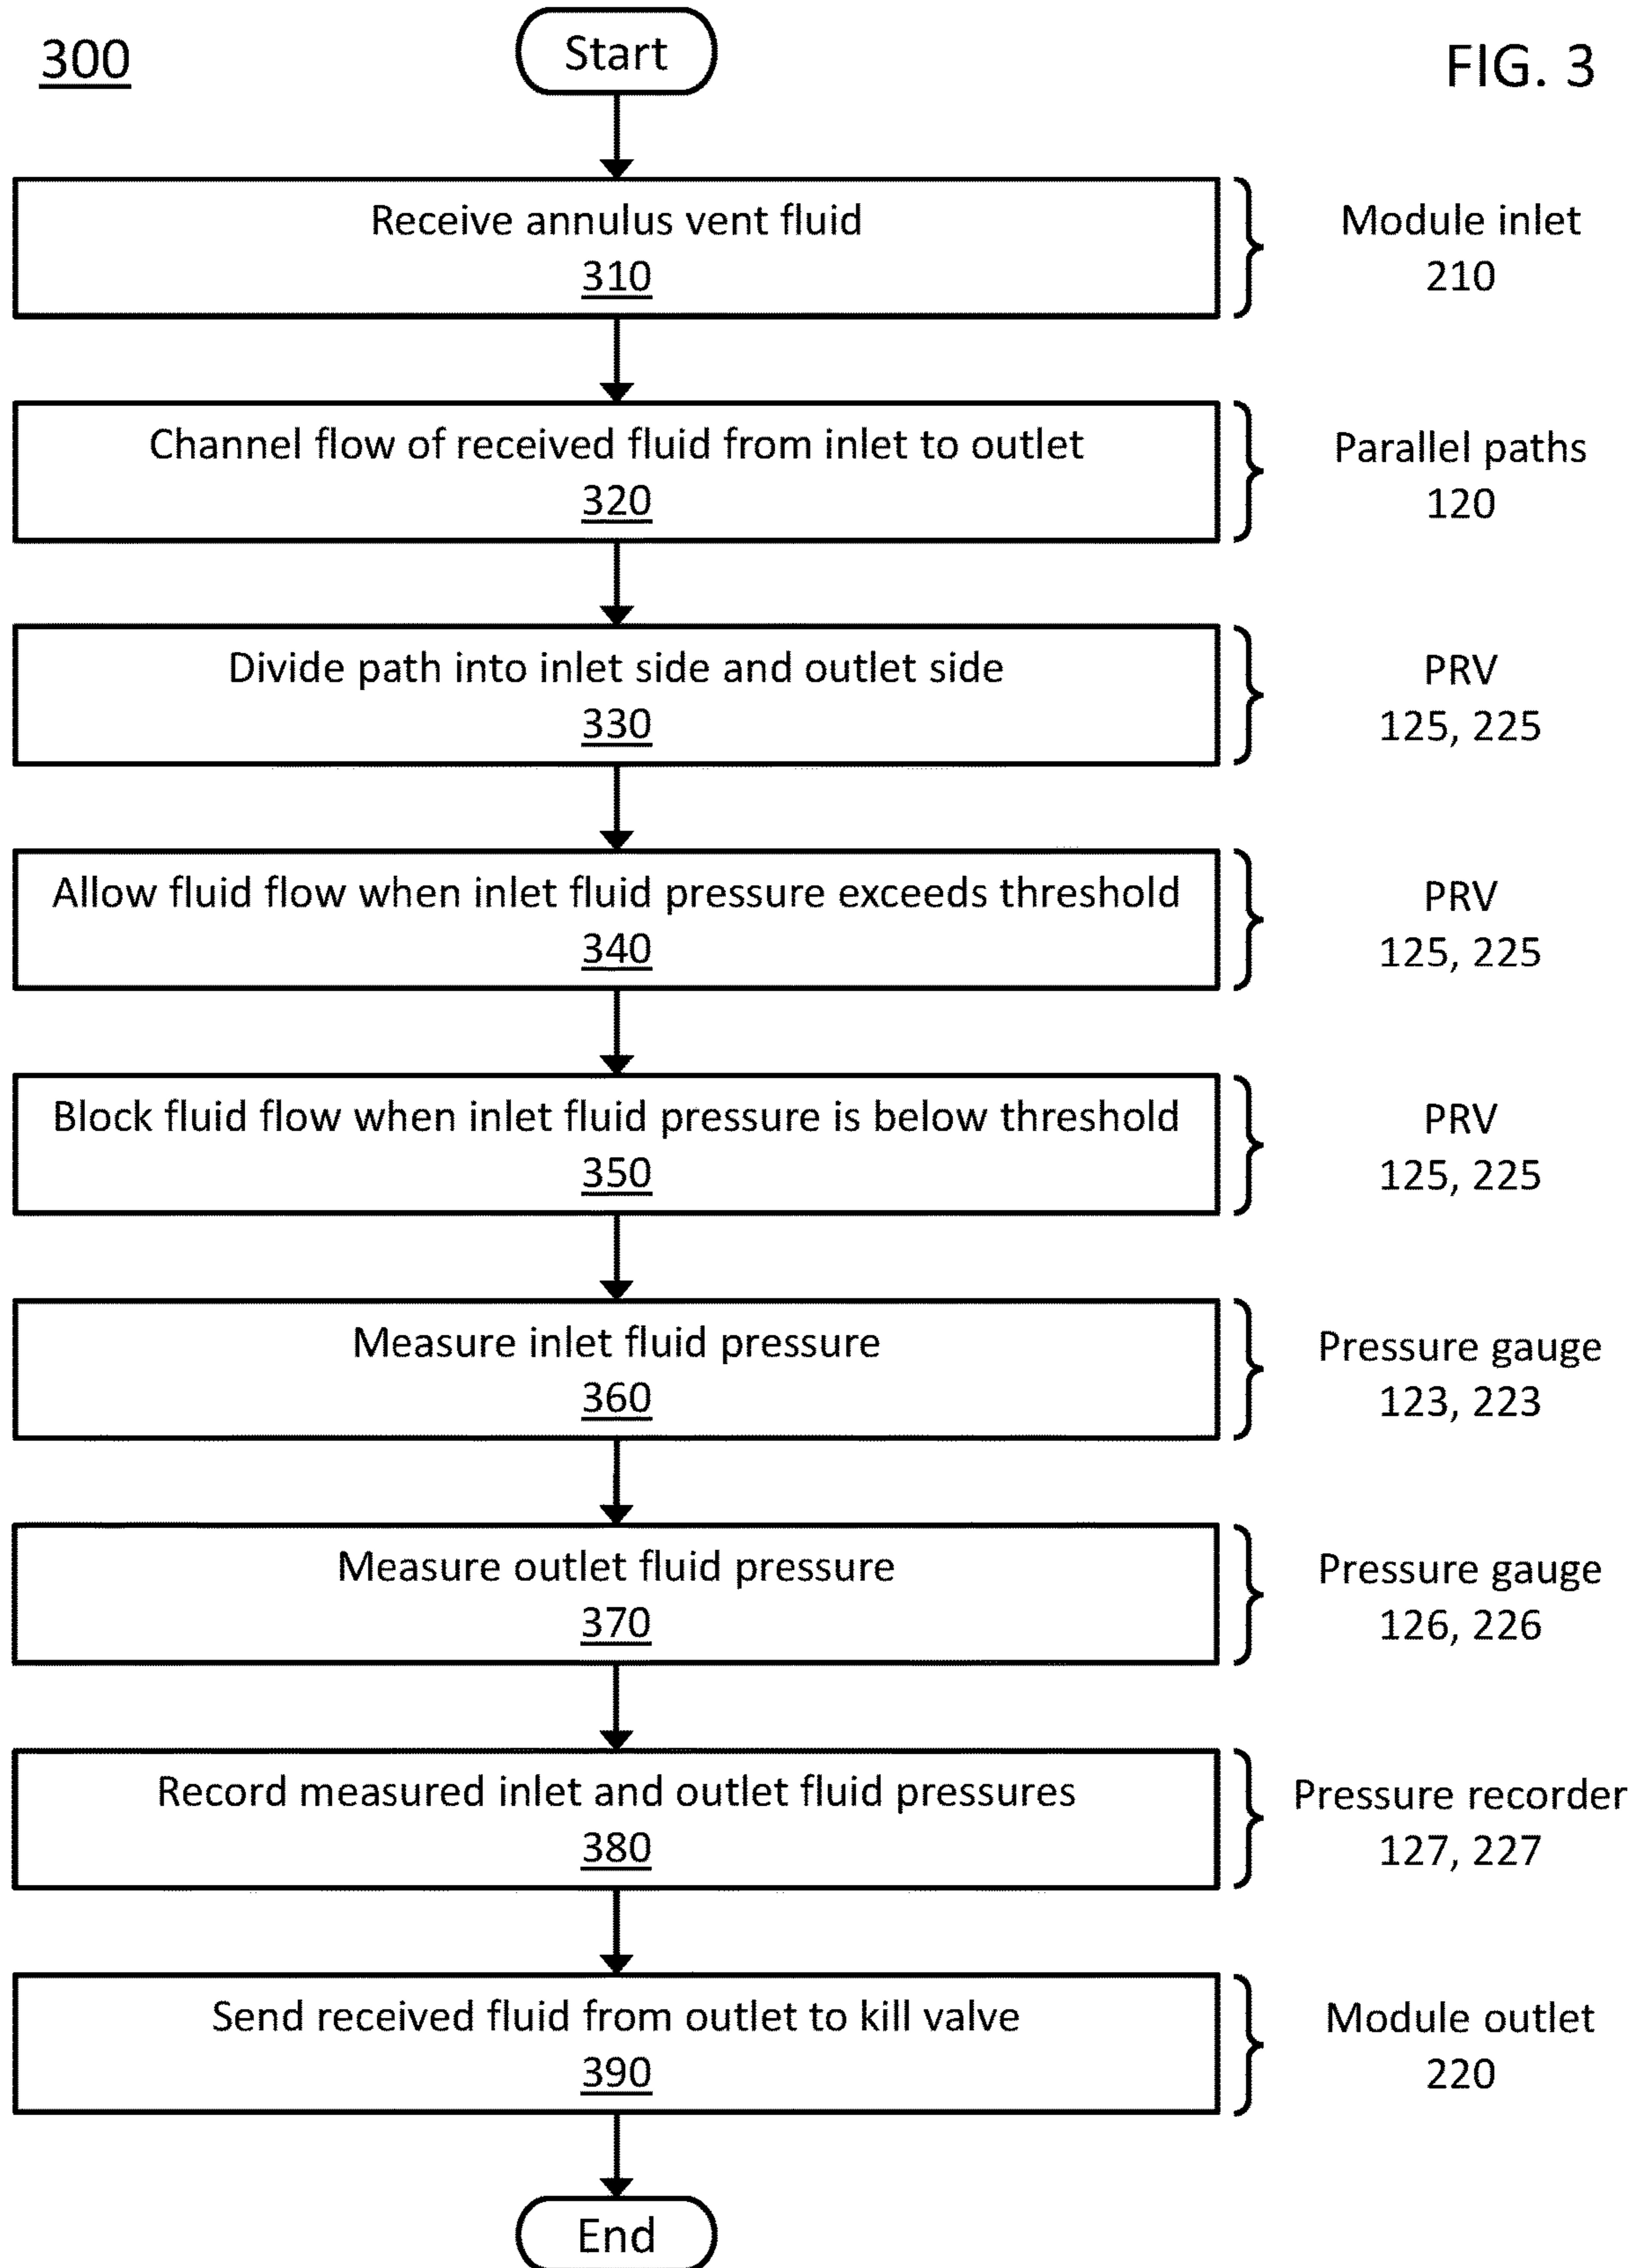 300
Start
FIG. 3
Receive annulus vent fluid
310
Module inlet
210
Channel flow of received fluid from inlet to outlet
320
Parallel paths
120
Divide path into inlet side and outlet side
330
PRV
125, 225
Allow fluid flow when inlet fluid pressure exceeds threshold
340
PRV
125, 225
Block fluid flow when inlet fluid pressure is below threshold
350
PRV
125, 225
Measure inlet fluid pressure
360
Pressure gauge
123, 223
Measure outlet fluid pressure
370
Pressure gauge
126, 226
Record measured inlet and outlet fluid pressures
380
Pressure recorder
127, 227
Send received fluid from outlet to kill valve
390
Module outlet
220
End